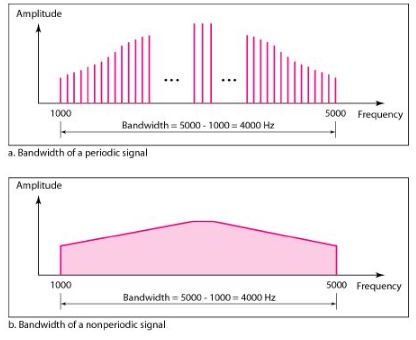 Amplitude
... ...
1000 5000 Frequency
Bandwidth = 5000 - 1000 = 4000 Hz
a. Bandwidth of a periodic signal
Amplitude
1000 5000 Frequency
Bandwidth = 5000 - 1000 = 4000 Hz
b. Bandwidth of a nonperiodic signal